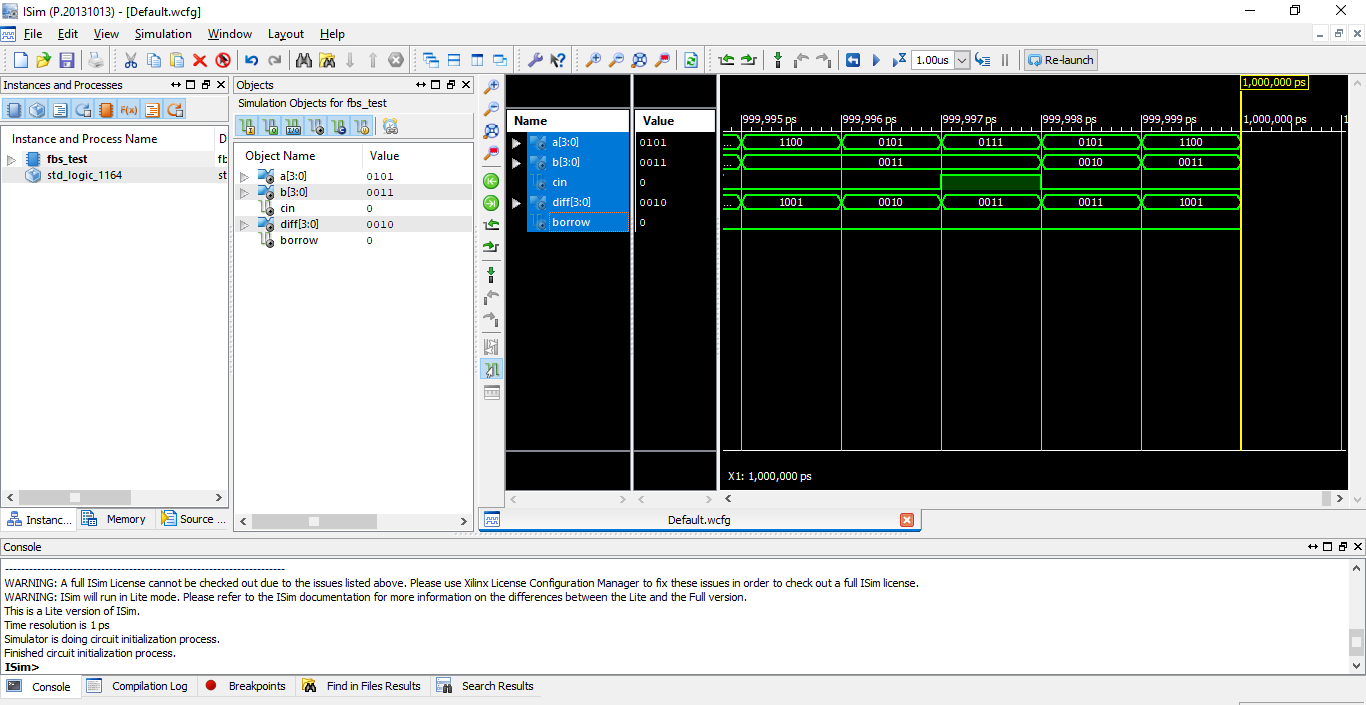 ISim (P.20131013) - [Default.wcfg]
File Edit View Simulation Window Layout Help
1.00us Re-launch
Instances and Processes
Instance and Process Name D
fbs_test fb
std_logic_1164 st
Instanc... Memory Source ...
Objects
Simulation Objects for fbs_test
Object Name Value
a[3:0] 0101
b[3:0] 0011
cin 0
diff[3:0] 0010
borrow 0
Name Value
a[3:0] 0101
b[3:0] 0011
cin 0
diff[3:0] 0010
borrow 0
1,000,000 ps
999,995 ps 999,996 ps 999,997 ps 999,998 ps 999,999 ps 1,000,000 ps 1
... 1100 0101 0111 0101 1100
... 0011 0010 0011
... 1001 0010 0011 0011 1001
X1: 1,000,000 ps
Default.wcfg
Console
WARNING: A full ISim License cannot be checked out due to the issues listed above. Please use Xilinx License Configuration Manager to fix these issues in order to check out a full ISim license.
WARNING: ISim will run in Lite mode. Please refer to the ISim documentation for more information on the differences between the Lite and the Full version.
This is a Lite version of ISim.
Time resolution is 1 ps
Simulator is doing circuit initialization process.
Finished circuit initialization process.
ISim>
Console Compilation Log Breakpoints Find in Files Results Search Results